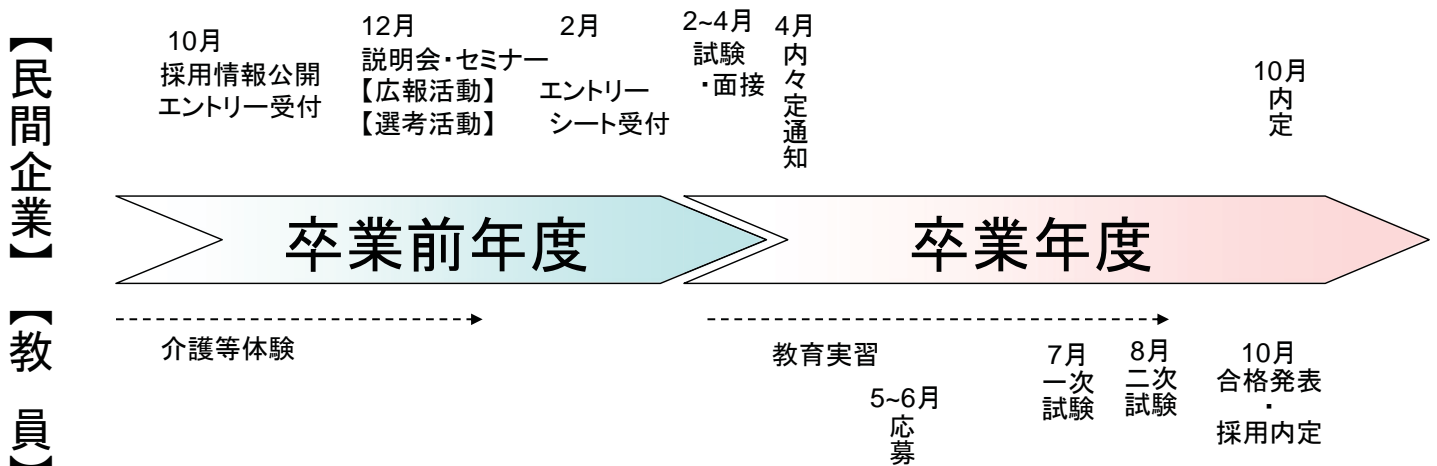 【民間企業】
10月
採用情報公開
エントリー受付
12月
説明会・セミナー
【広報活動】
【選考活動】
2月
エントリー
シート受付
2~4月
試験
・面接
4月
内々定通知
10月
内定
卒業前年度
卒業年度
【教 員】
介護等体験
教育実習
5~6月
応募
7月
一次
試験
8月
二次
試験
10月
合格発表
・
採用内定